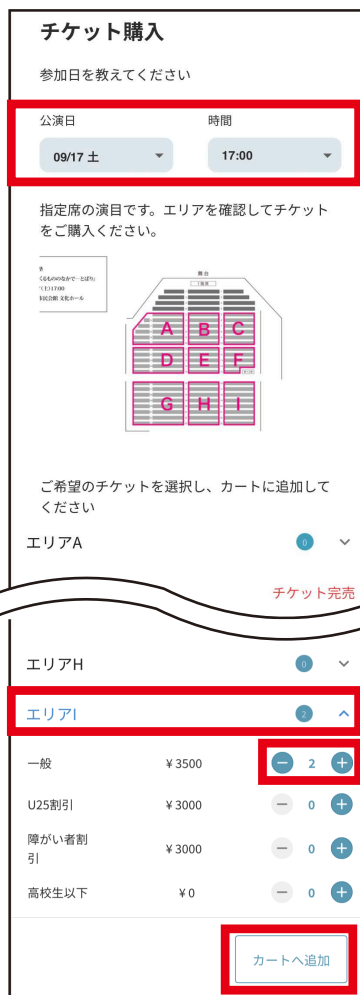 チケット購入
参加日を教えてください
公演日 時間
09/17 土 17:00
指定席の演目です。エリアを確認してチケット
をご購入ください。
舞台
A B C
D E F
G H I
ご希望のチケットを選択し、カートに追加して
ください
エリアA 0
チケット完売
エリアH 0
エリアI 2
一般 ¥3500 2
U25割引 ¥3000 0
障がい者割
引 ¥3000 0
高校生以下 ¥0 0
カートへ追加